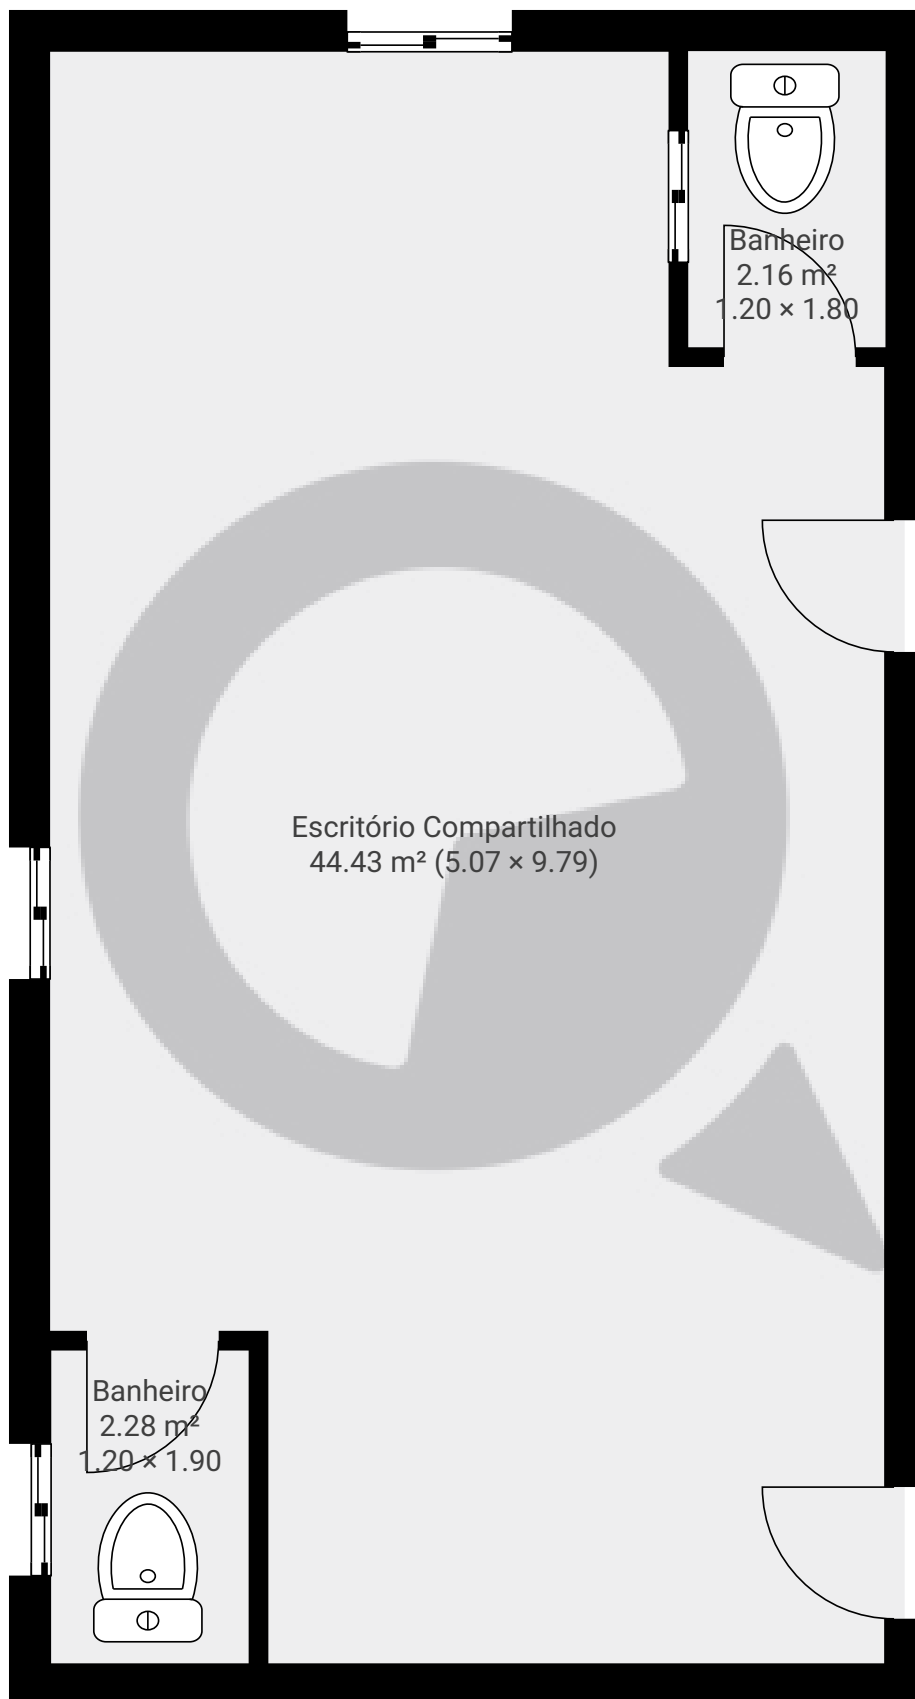 Banheiro
2.16 m²
1.20 × 1.80
Escritório Compartilhado
44.43 m² (5.07 × 9.79)
Banheiro
2.28 m²
1.20 × 1.90